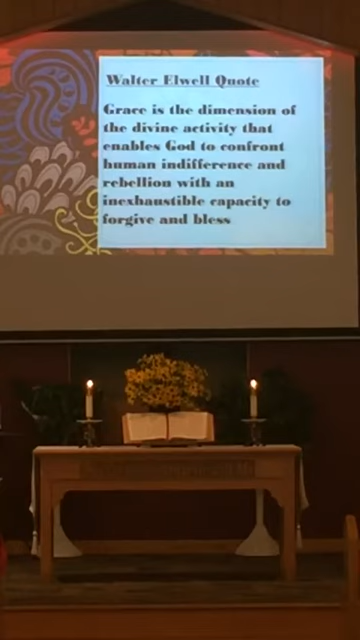 Walter Elwell Quote
Grace is the dimension of
the divine activity that
enables God to confront
human indifference and
rebellion with an
inexhaustible capacity to
forgive and bless